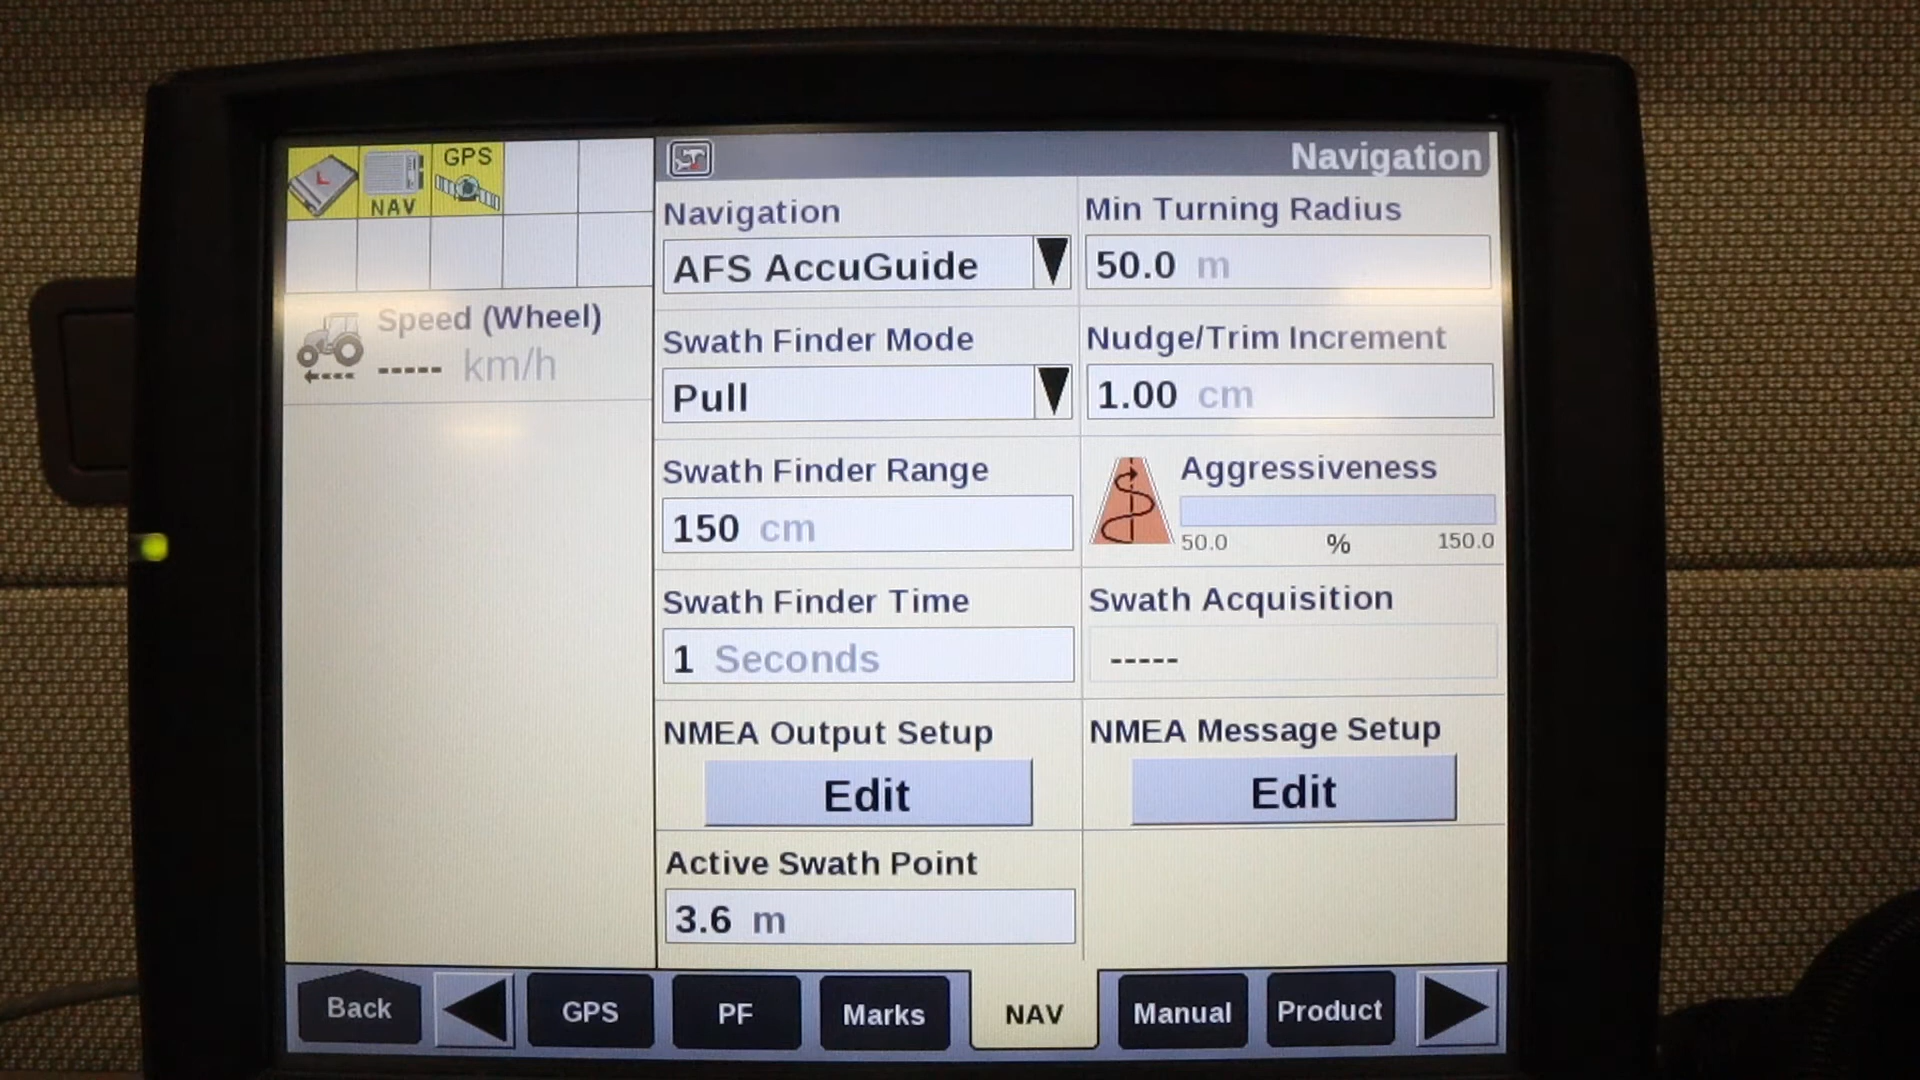 GPS
NAV
Speed (Wheel)
----- km/h
Navigation
Navigation
AFS AccuGuide
Min Turning Radius
50.0 m
Swath Finder Mode
Pull
Nudge/Trim Increment
1.00 cm
Swath Finder Range
150 cm
Aggressiveness
50.0 % 150.0
Swath Finder Time
1 Seconds
Swath Acquisition
-----
NMEA Output Setup
Edit
NMEA Message Setup
Edit
Active Swath Point
3.6 m
Back GPS PF Marks NAV Manual Product